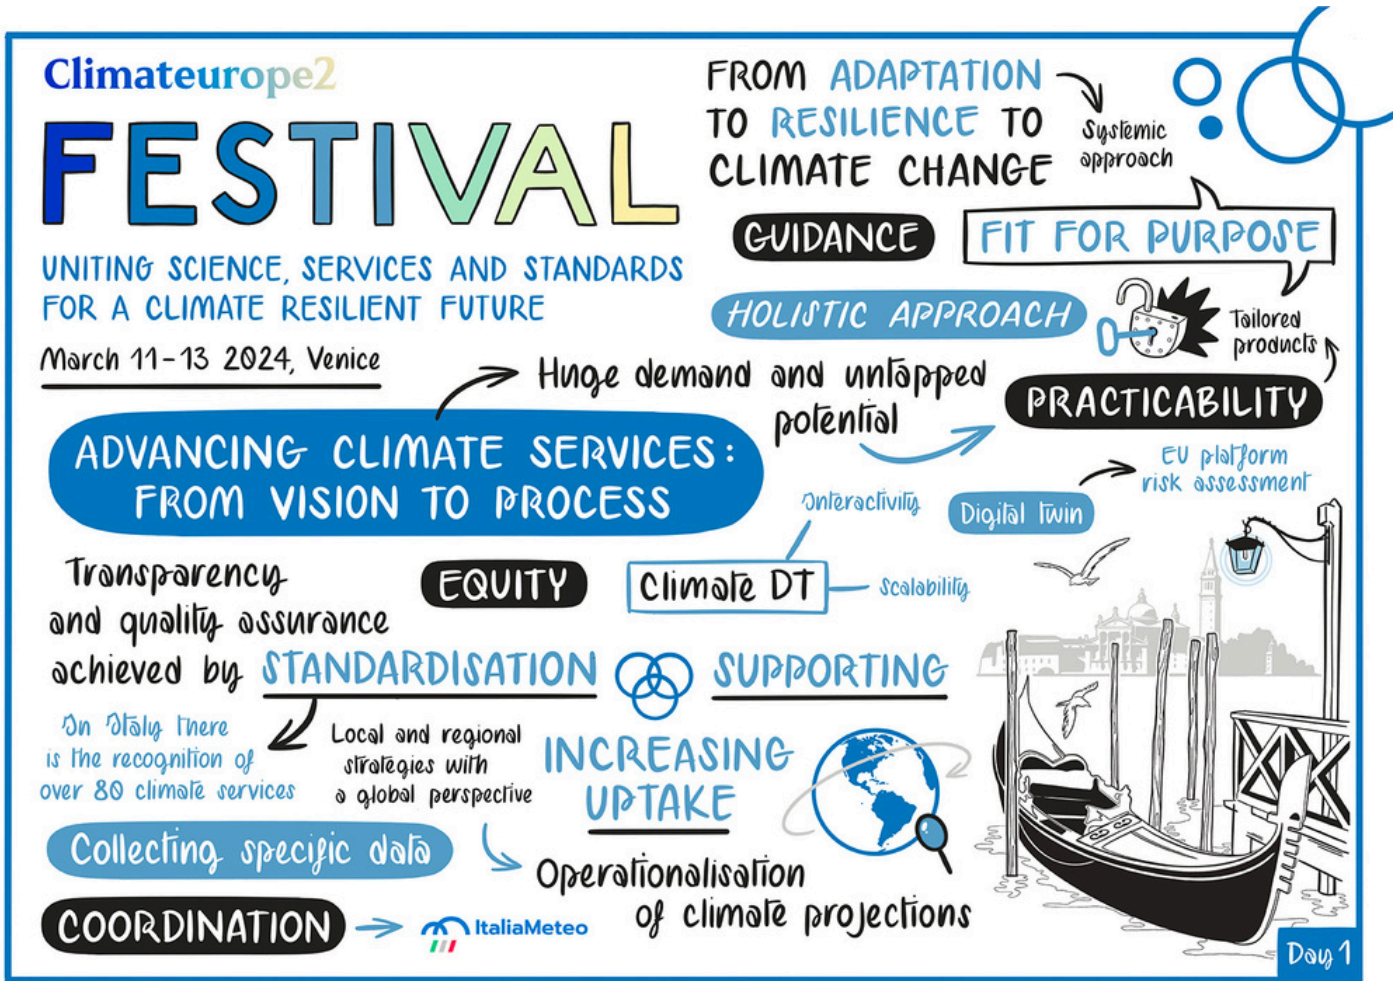 Climateurope2
FESTIVAL
UNITING SCIENCE, SERVICES AND STANDARDS
FOR A CLIMATE RESILIENT FUTURE
March 11-13 2024, Venice
FROM ADAPTATION
TO RESILIENCE TO
CLIMATE CHANGE
Systemic
approach
GUIDANCE
FIT FOR PURPOSE
HOLISTIC APPROACH
Tailored
products
PRACTICABILITY
Huge demand and untapped
potential
ADVANCING CLIMATE SERVICES:
FROM VISION TO PROCESS
EU platform
risk assessment
Digital twin
Interactivity
Climate DT
Scalability
EQUITY
Transparency
and quality assurance
achieved by STANDARDISATION
SUPPORTING
In Italy there
is the recognition of
over 80 climate services
Local and regional
strategies with
a global perspective
INCREASING
UPTAKE
Collecting specific data
Operationalisation
of climate projections
COORDINATION
ItaliaMeteo
Day 1